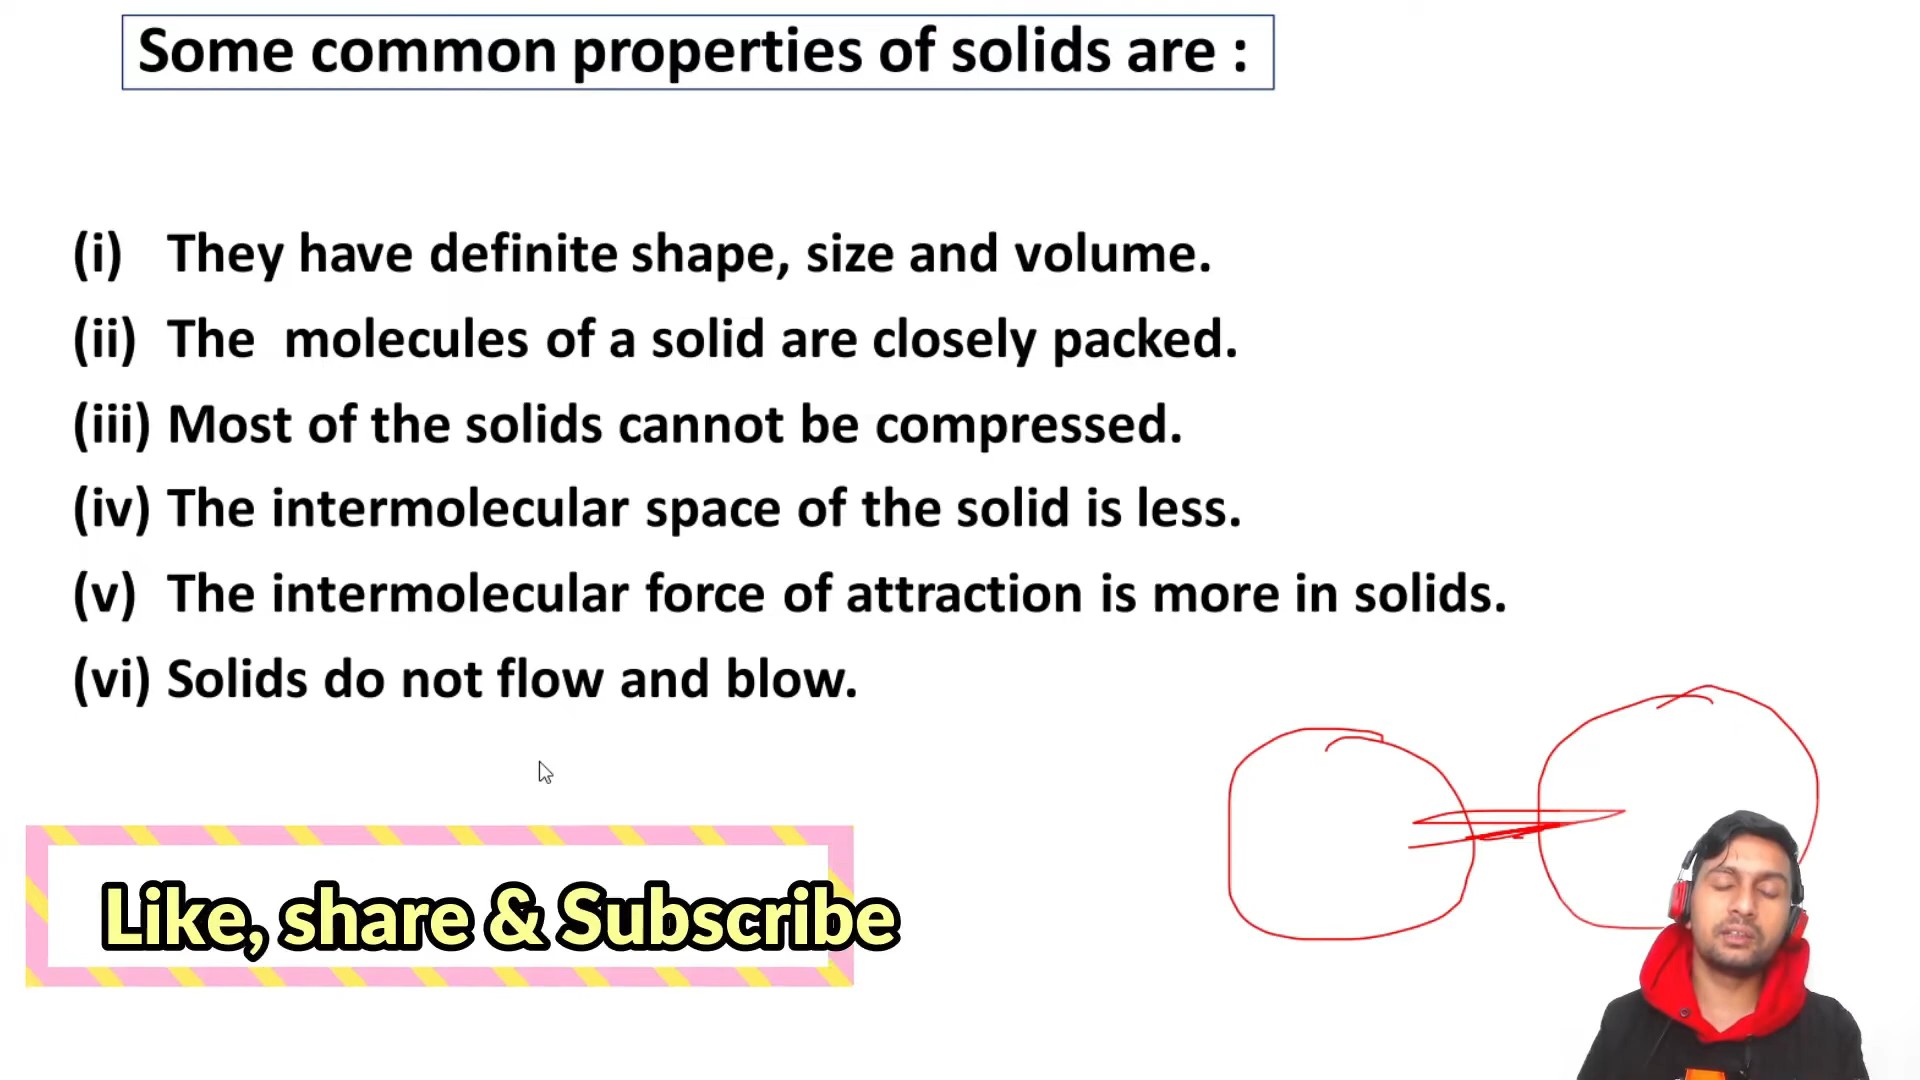 Some common properties of solids are :
(i) They have definite shape, size and volume.
(ii) The molecules of a solid are closely packed.
(iii) Most of the solids cannot be compressed.
(iv) The intermolecular space of the solid is less.
(v) The intermolecular force of attraction is more in solids.
(vi) Solids do not flow and blow.
Like, share & Subscribe